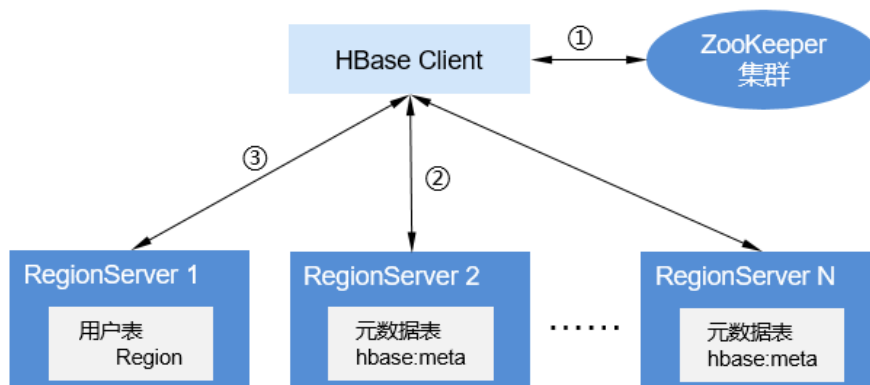 HBase Client
①
ZooKeeper
集群
③
②
RegionServer 1
用户表
Region
RegionServer 2
元数据表
hbase:meta
......
RegionServer N
元数据表
hbase:meta